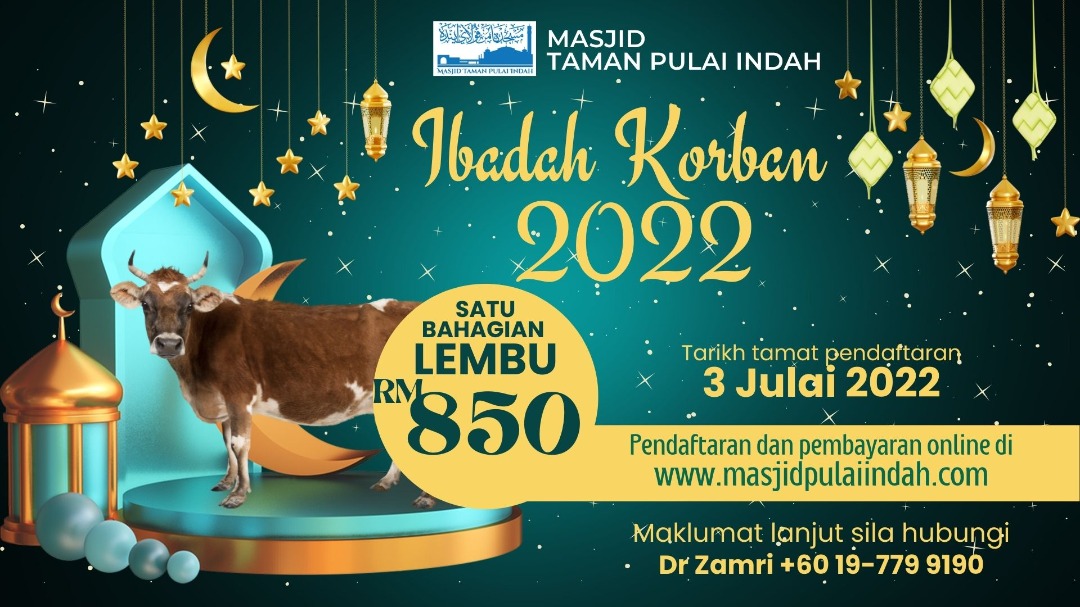 MASJID TAMAN PULAI INDAH
MASJID
TAMAN PULAI INDAH
Ibadah Korban
2022
SATU
BAHAGIAN
LEMBU
RM850
Tarikh tamat pendaftaran
3 Julai 2022
Pendaftaran dan pembayaran online di
www.masjidpulaiindah.com
Maklumat lanjut sila hubungi
Dr Zamri +60 19-779 9190